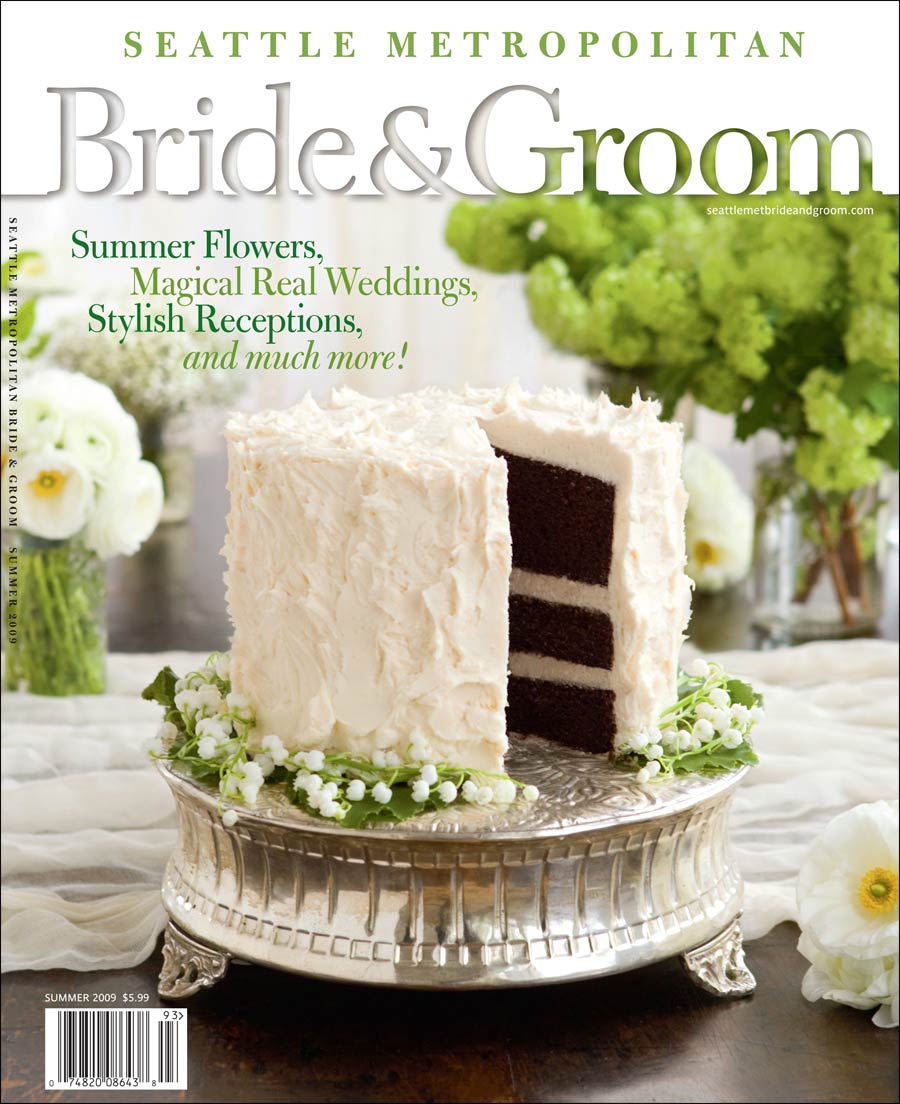 SEATTLE METROPOLITAN
Bride & Groom
seattlemetbrideandgroom.com
Summer Flowers,
Magical Real Weddings,
Stylish Receptions,
and much more!
SEATTLE METROPOLITAN BRIDE & GROOM SUMMER 2009
SUMMER 2009 $5.99
93>
0 74820 08643 8